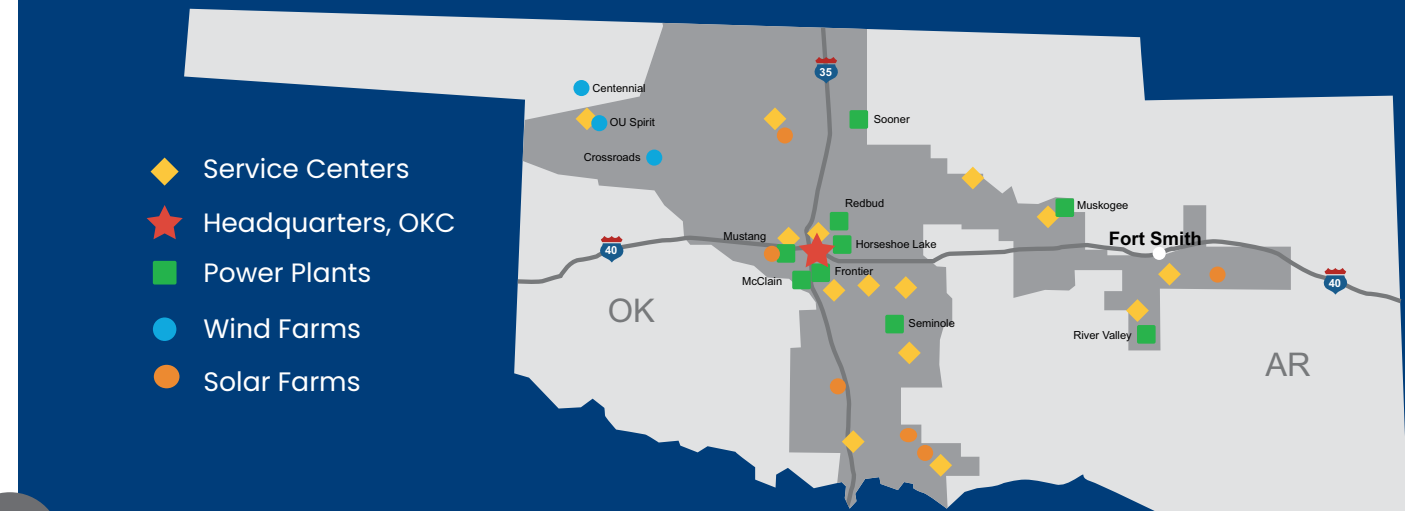 Service Centers
Headquarters, OKC
Power Plants
Wind Farms
Solar Farms
35
Centennial
OU Spirit
Crossroads
Sooner
Redbud
Muskogee
Mustang
Horseshoe Lake
Fort Smith
40
McClain
Frontier
40
OK
Seminole
River Valley
AR